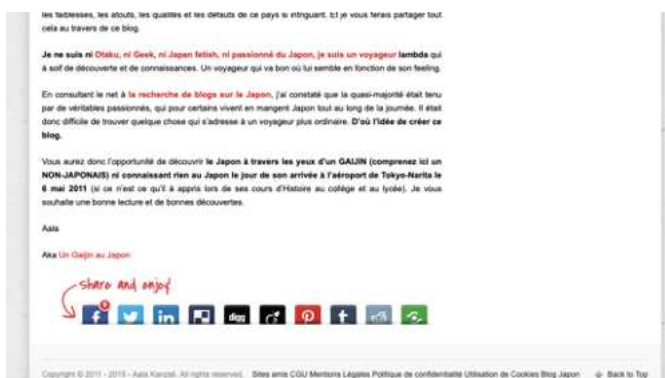 les faiblesses, les atouts, les qualités et les défauts de ce pays si intriguant. Et je vous ferais partager tout
cela au travers de ce blog.
Je ne suis ni Otaku, ni Geek, ni Japan fetish, ni passionné du Japon, je suis un voyageur lambda qui
à soif de découverte et de connaissances. Un voyageur qui va bon où lui semble en fonction de son feeling.
En consultant le net à la recherche de blogs sur le Japon, j'ai constaté que la quasi-majorité était tenu
par de véritables passionnés, qui pour certains vivent en mangent Japon tout au long de la journée. Il était
donc difficile de trouver quelque chose qui s'adresse à un voyageur plus ordinaire. D'où l'idée de créer ce
blog.
Vous aurez donc l'opportunité de découvrir le Japon à travers les yeux d'un GAIJIN (comprenez ici un
NON-JAPONAIS) ni connaissant rien au Japon le jour de son arrivée à l'aéroport de Tokyo-Narita le
6 mai 2011 (si ce n'est ce qu'il à appris lors de ses cours d'Histoire au collège et au lycée). Je vous
souhaite une bonne lecture et de bonnes découvertes.
Aala
Aka Un Gaijin au Japon
share and enjoy
f in digg t
Copyright © 2011 - 2015 - Aala Kanzali. All rights reserved. Sites amis CGU Mentions Légales Politique de confidentialité Utilisation de Cookies Blog Japon Back to Top